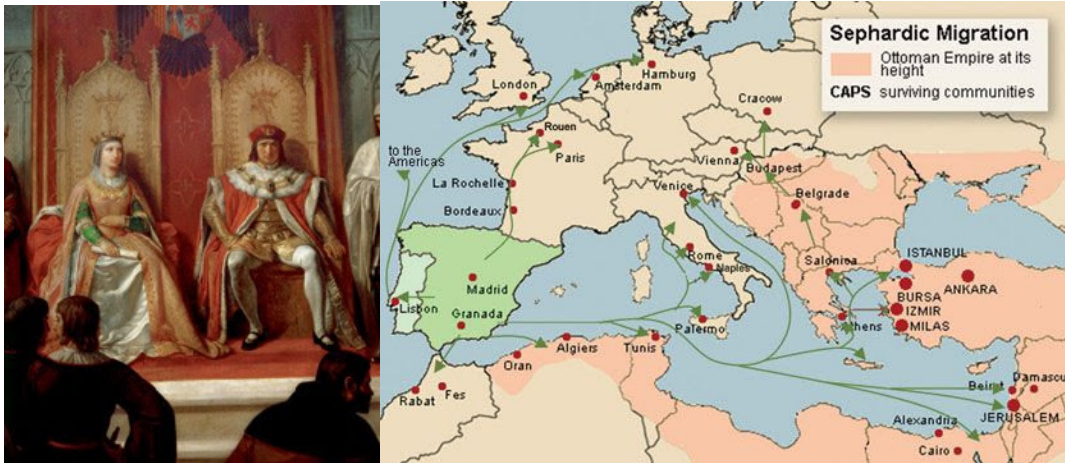 Sephardic Migration
Ottoman Empire at its
height
CAPS surviving communities
London
Amsterdam
Hamburg
Cracow
Rouen
to the
Americas
Paris
Vienna
Budapest
La Rochelle
Venice
Belgrade
Bordeaux
Rome
Naples
Salonica
ISTANBUL
ANKARA
BURSA
IZMIR
Athens
MILAS
Madrid
Lisbon
Granada
Palermo
Algiers
Tunis
Oran
Rabat
Fes
Beirut
Damascu
JERUSALEM
Alexandria
Cairo